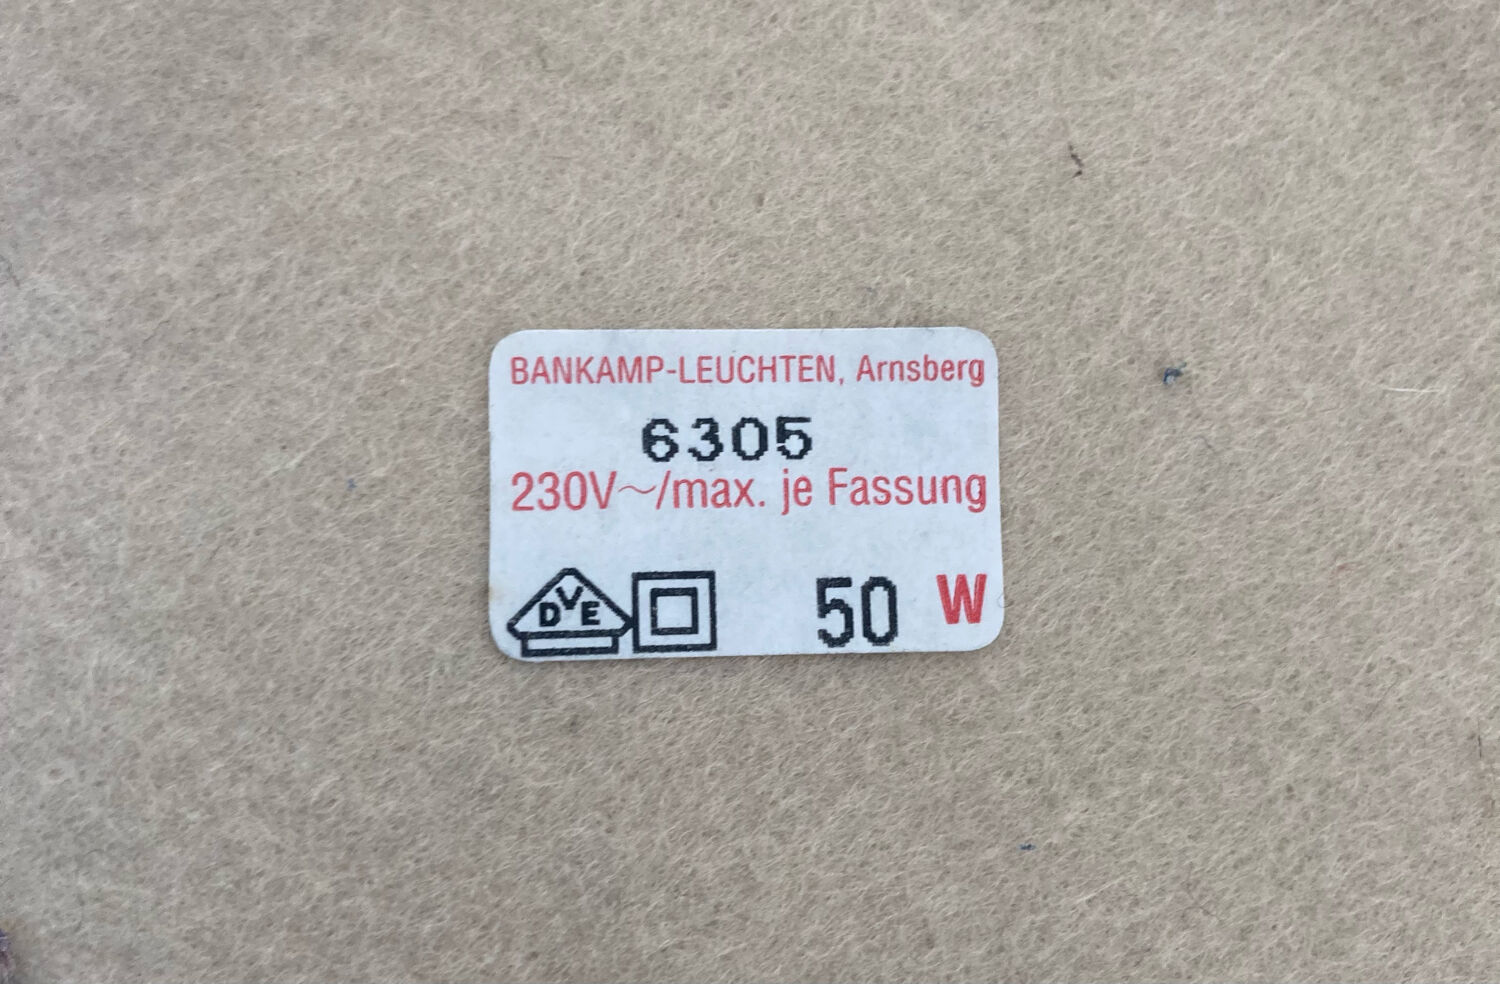 BANKAMP-LEUCHTEN, Arnsberg
6305
230V~/max. je Fassung
DVE 50 W